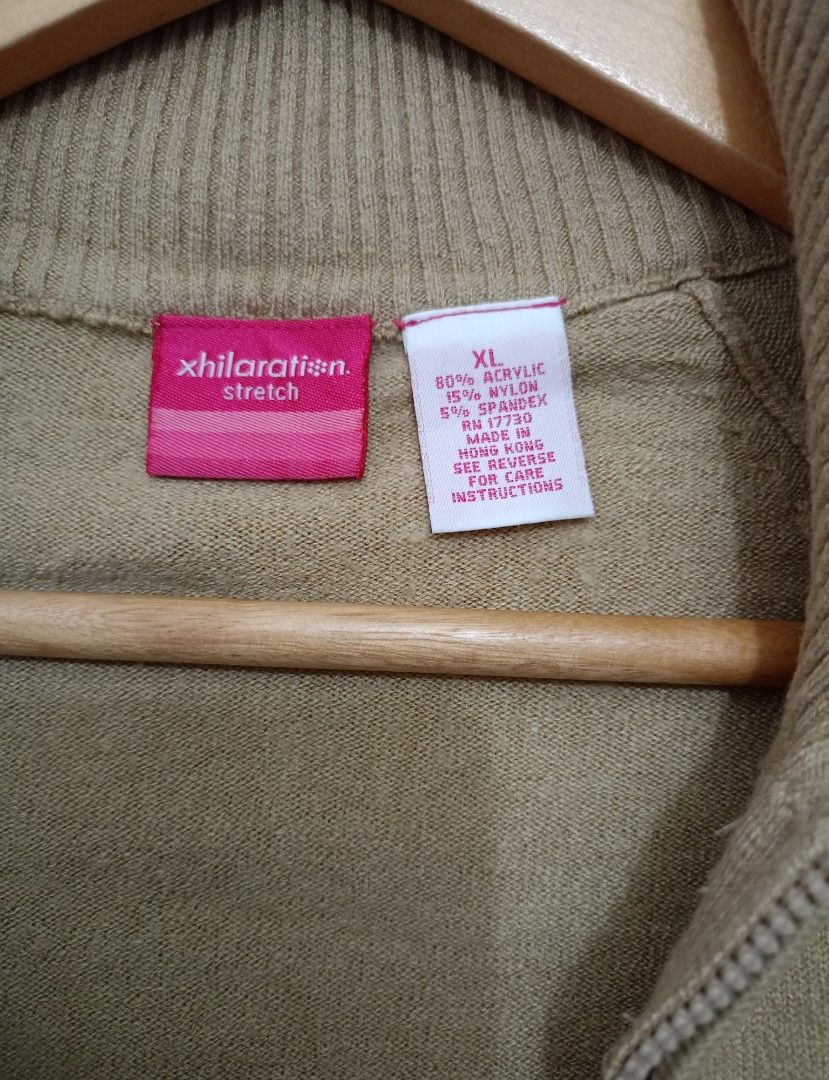 xhilaration.
stretch
XL
80% ACRYLIC
15% NYLON
5% SPANDEX
RN 17730
MADE IN
HONG KONG
SEE REVERSE
FOR CARE
INSTRUCTIONS